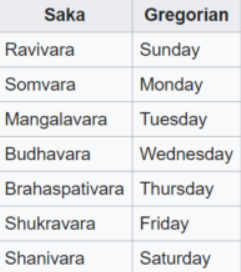 Saka Gregorian
Ravivara Sunday
Somvara Monday
Mangalavara Tuesday
Budhavara Wednesday
Brahaspativara Thursday
Shukravara Friday
Shanivara Saturday